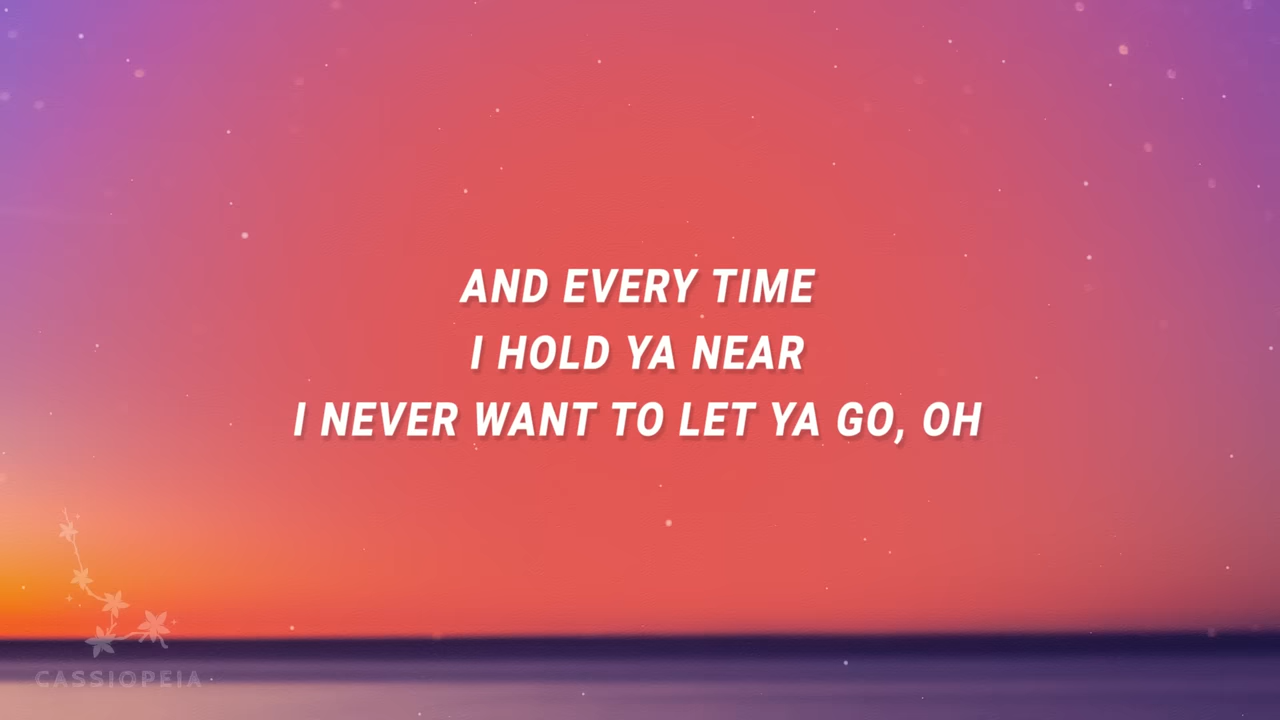 AND EVERY TIME
I HOLD YA NEAR
I NEVER WANT TO LET YA GO, OH
CASSIOPEIA